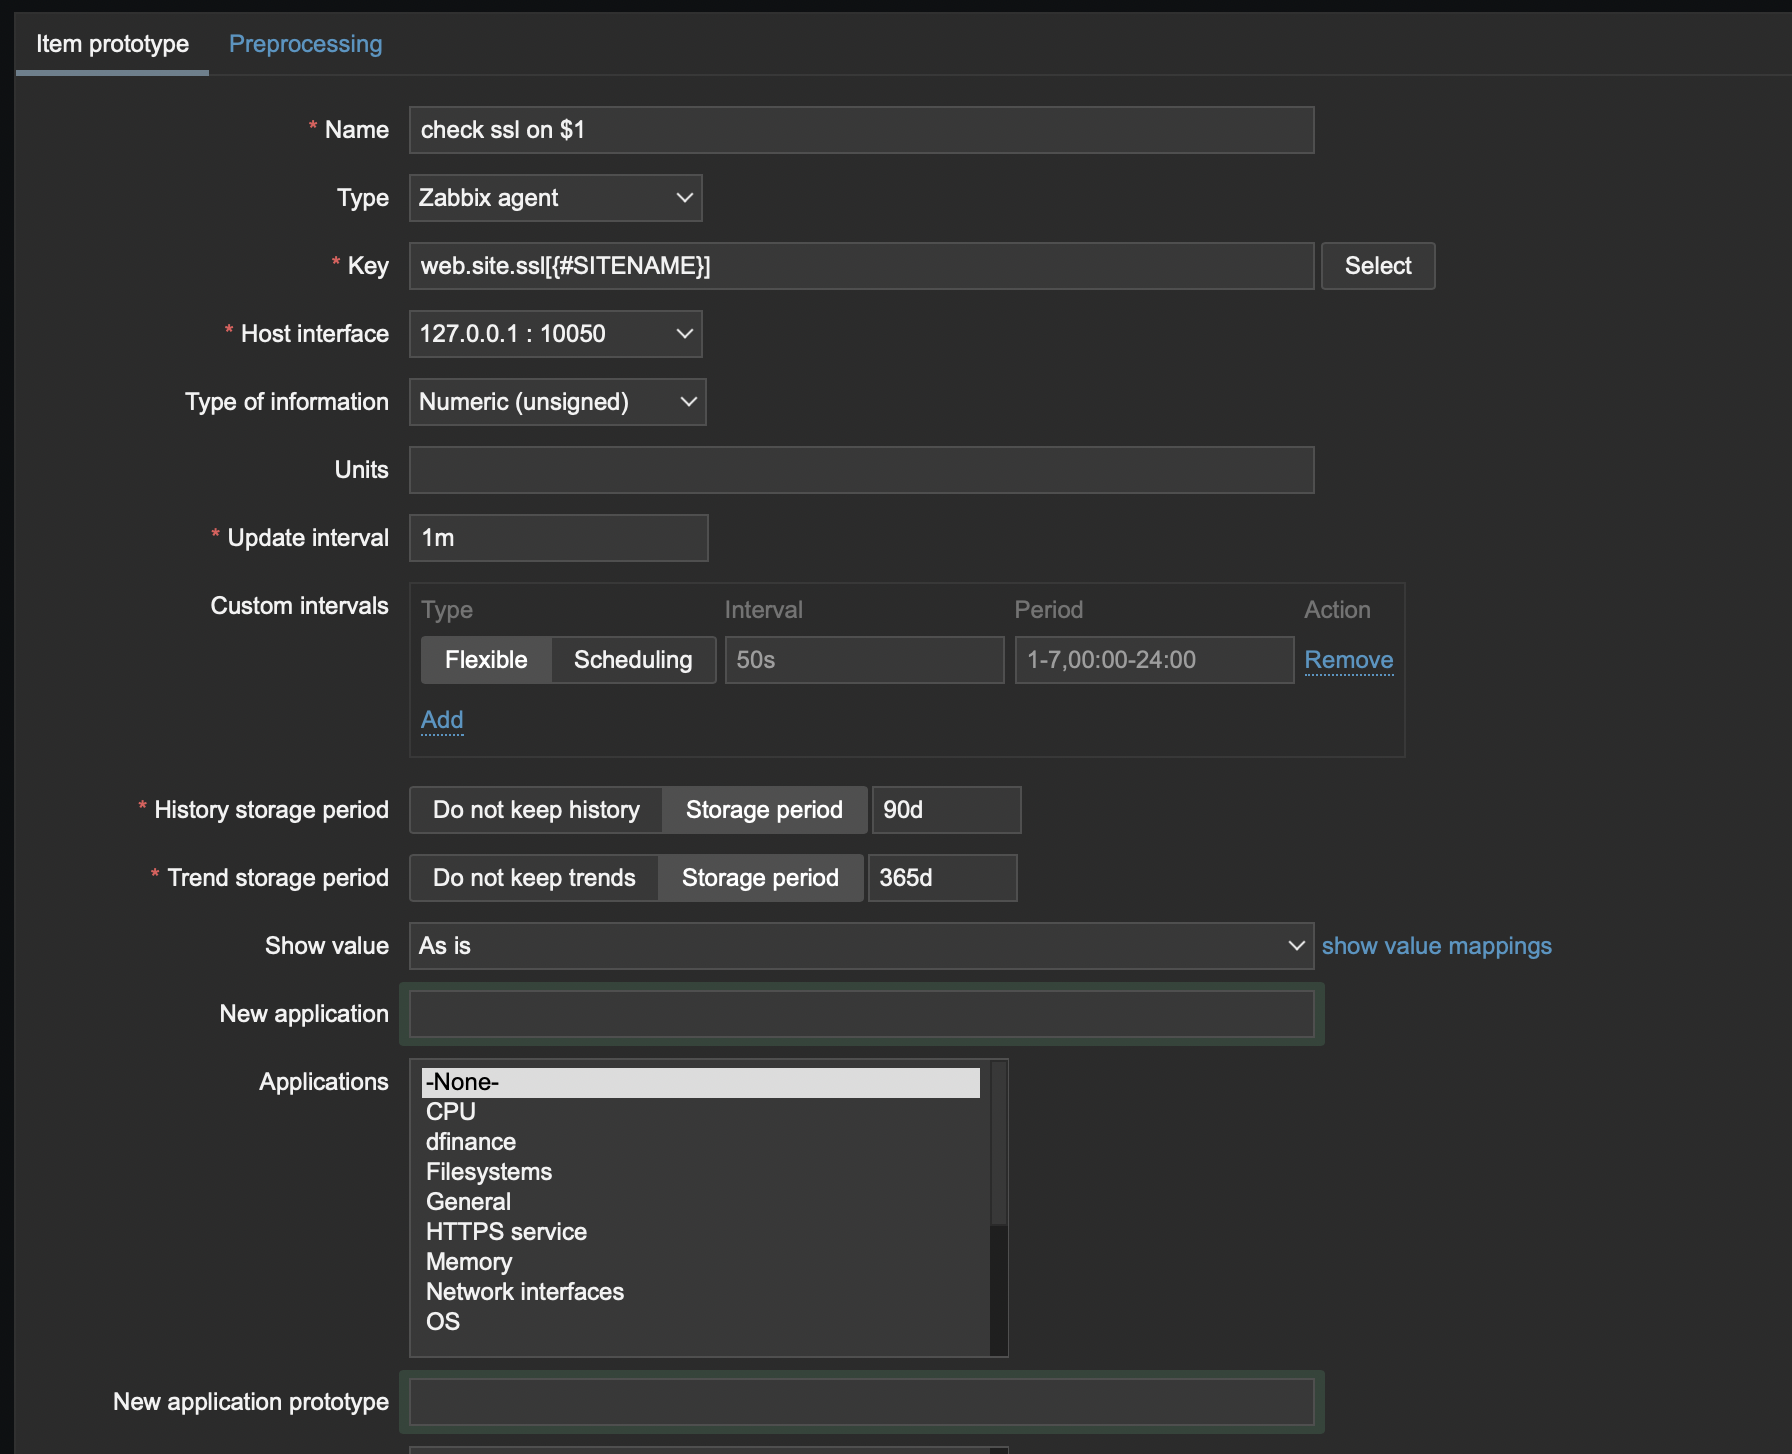 Item prototype Preprocessing
* Name check ssl on $1
Type Zabbix agent
* Key web.site.ssl[{#SITENAME}] Select
* Host interface 127.0.0.1 : 10050
Type of information Numeric (unsigned)
Units
* Update interval 1m
Custom intervals Type Interval Period Action
Flexible Scheduling 50s 1-7,00:00-24:00 Remove
Add
* History storage period Do not keep history Storage period 90d
* Trend storage period Do not keep trends Storage period 365d
Show value As is show value mappings
New application
Applications -None-
CPU
dfinance
Filesystems
General
HTTPS service
Memory
Network interfaces
OS
New application prototype